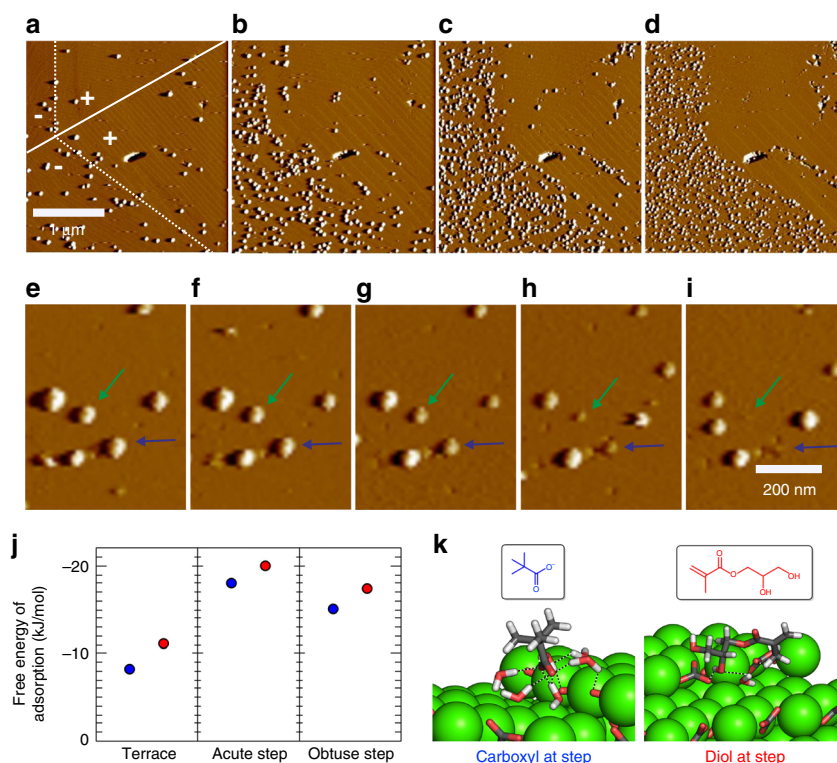 a
b
c
d
+
-
+
-
1 μm
e
f
g
h
i
200 nm
j
Free energy of
adsorption (kJ/mol)
–20
–10
0
Terrace
Acute step
Obtuse step
k
O⁻
O
O
O
OH
OH
Carboxyl at step
Diol at step